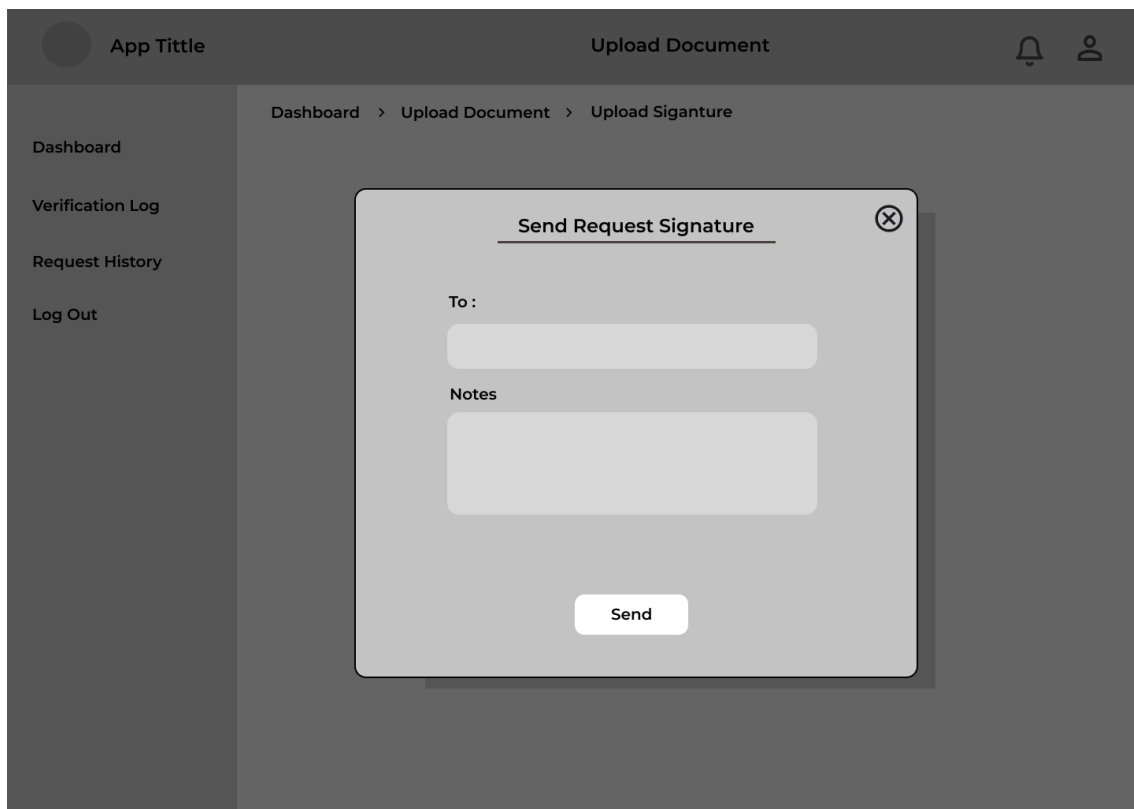 App Tittle
Upload Document
Dashboard > Upload Document > Upload Siganture
Dashboard
Verification Log
Request History
Log Out
Send Request Signature
To :
Notes
Send